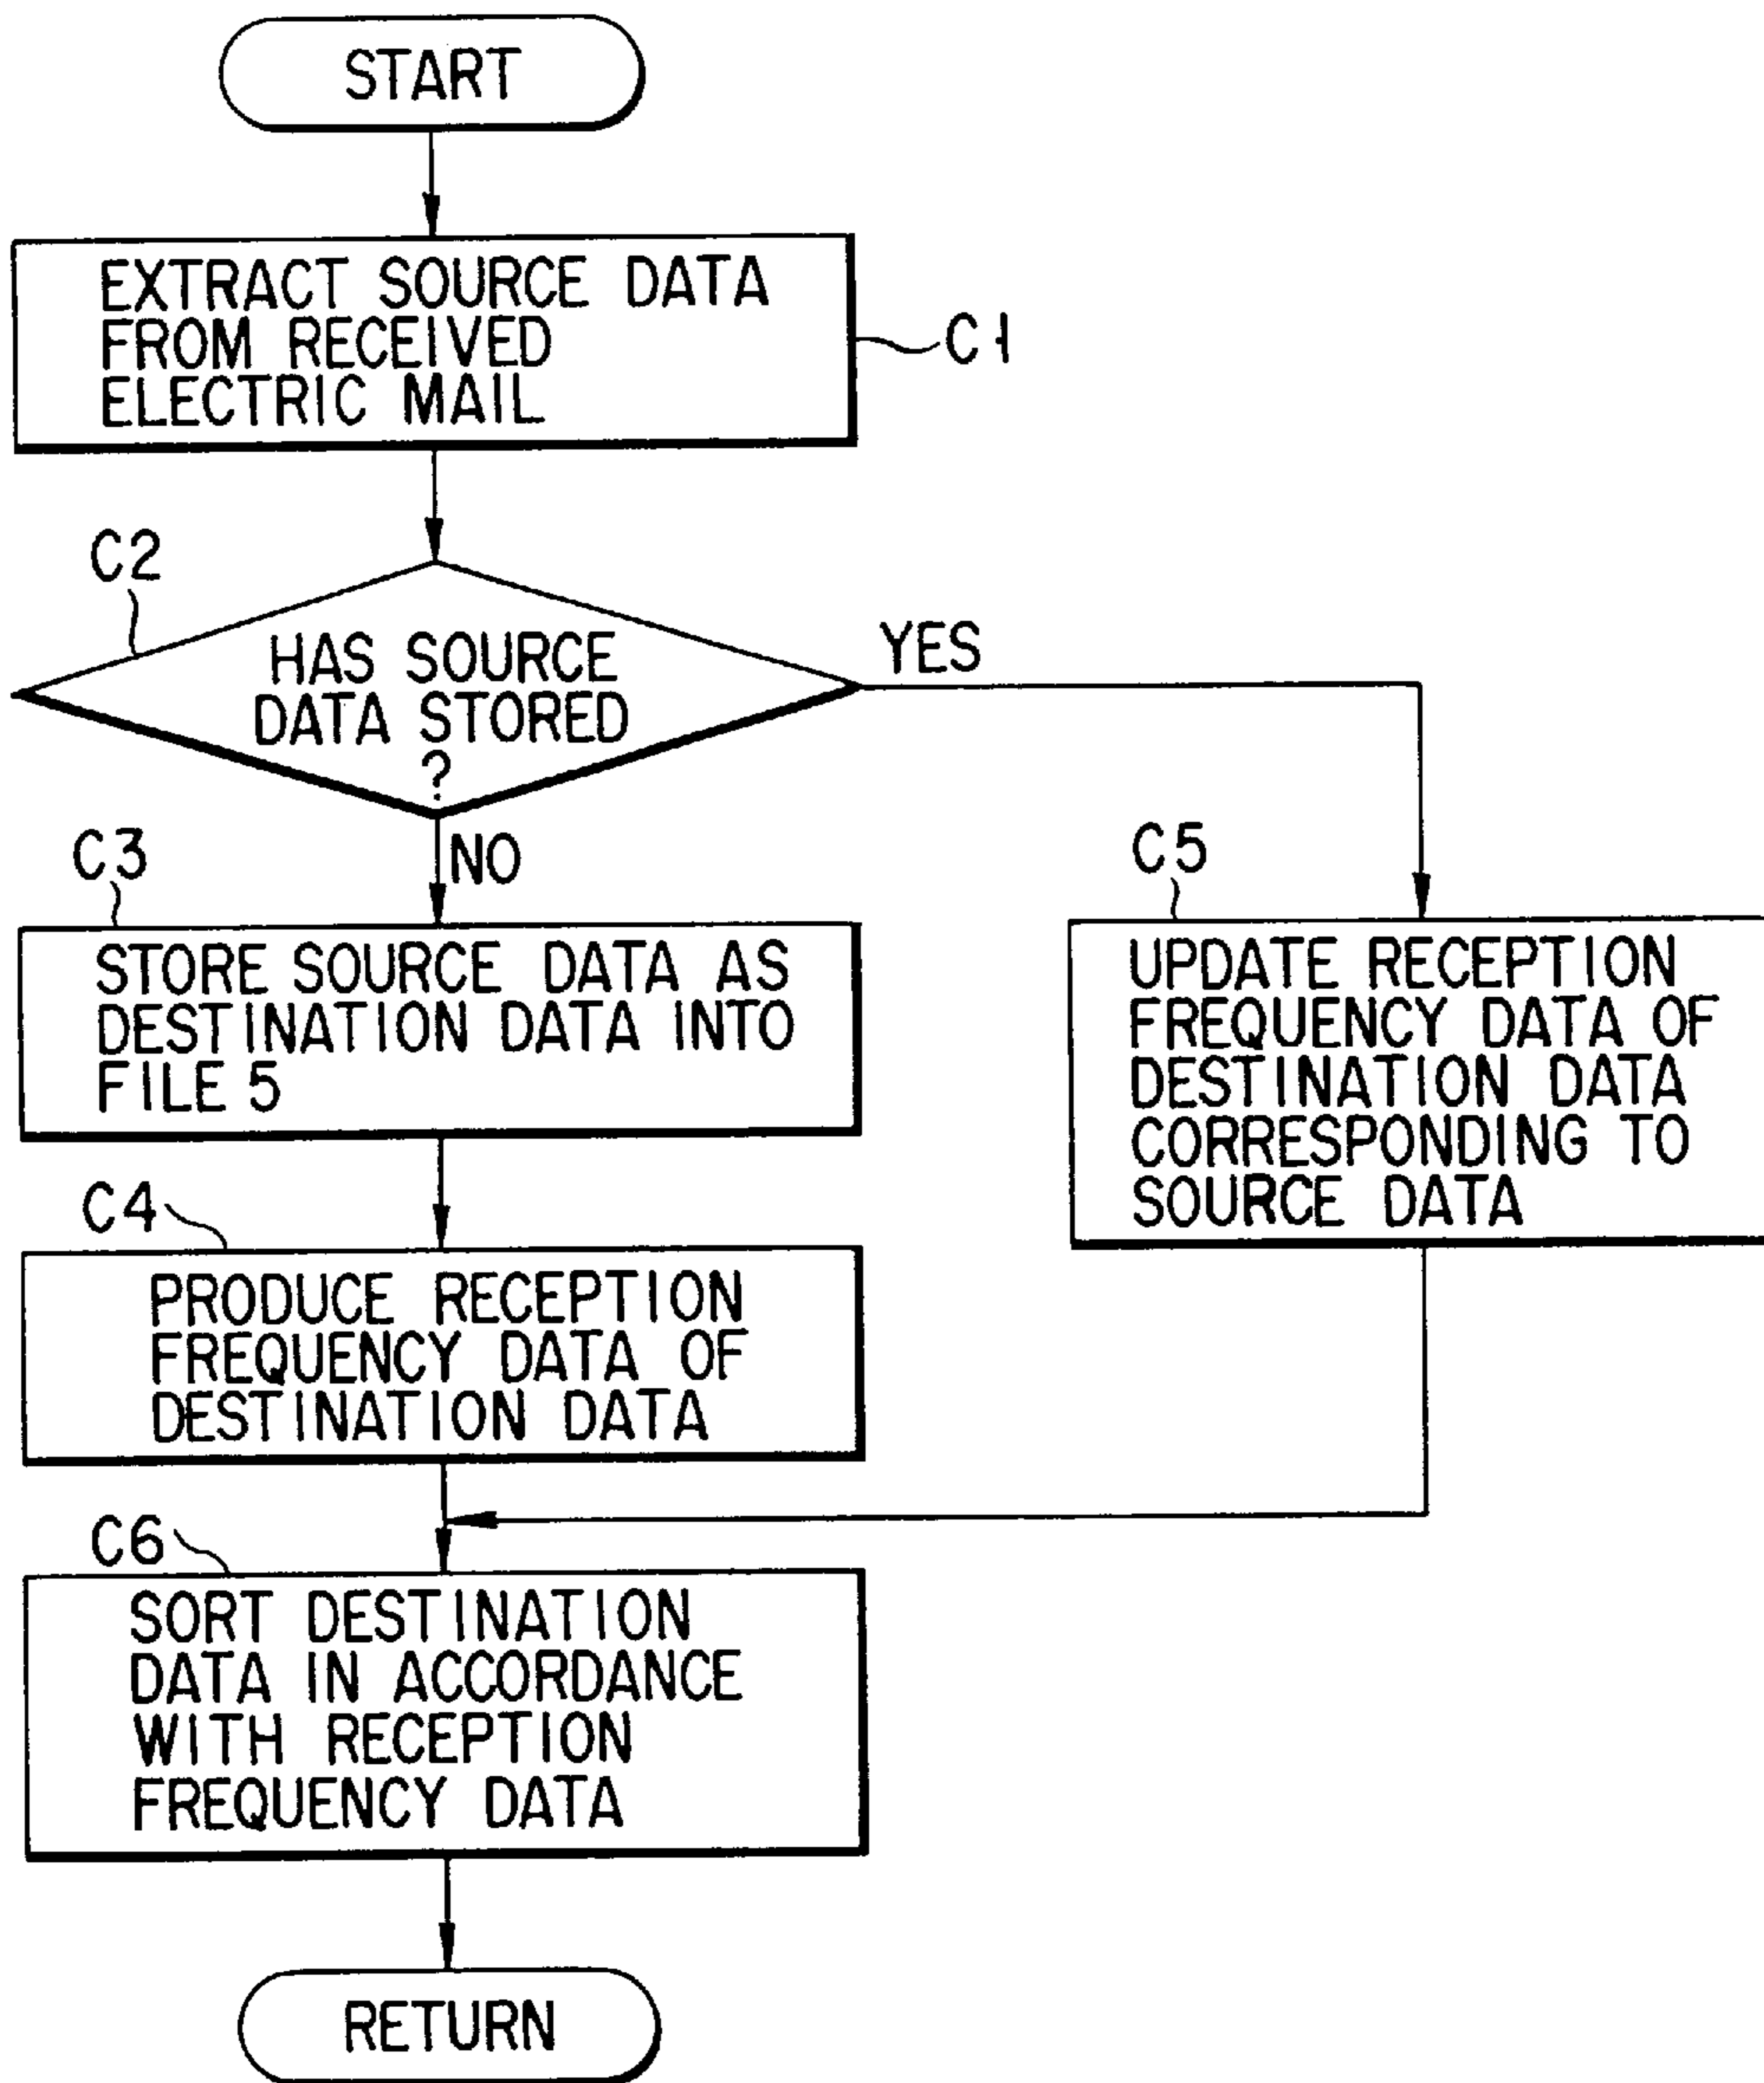 START
EXTRACT SOURCE DATA
FROM RECEIVED
ELECTRIC MAIL
C1
C2
HAS SOURCE
DATA STORED
?
YES
NO
C3
STORE SOURCE DATA AS
DESTINATION DATA INTO
FILE 5
C5
UPDATE RECEPTION
FREQUENCY DATA OF
DESTINATION DATA
CORRESPONDING TO
SOURCE DATA
C4
PRODUCE RECEPTION
FREQUENCY DATA OF
DESTINATION DATA
C6
SORT DESTINATION
DATA IN ACCORDANCE
WITH RECEPTION
FREQUENCY DATA
RETURN